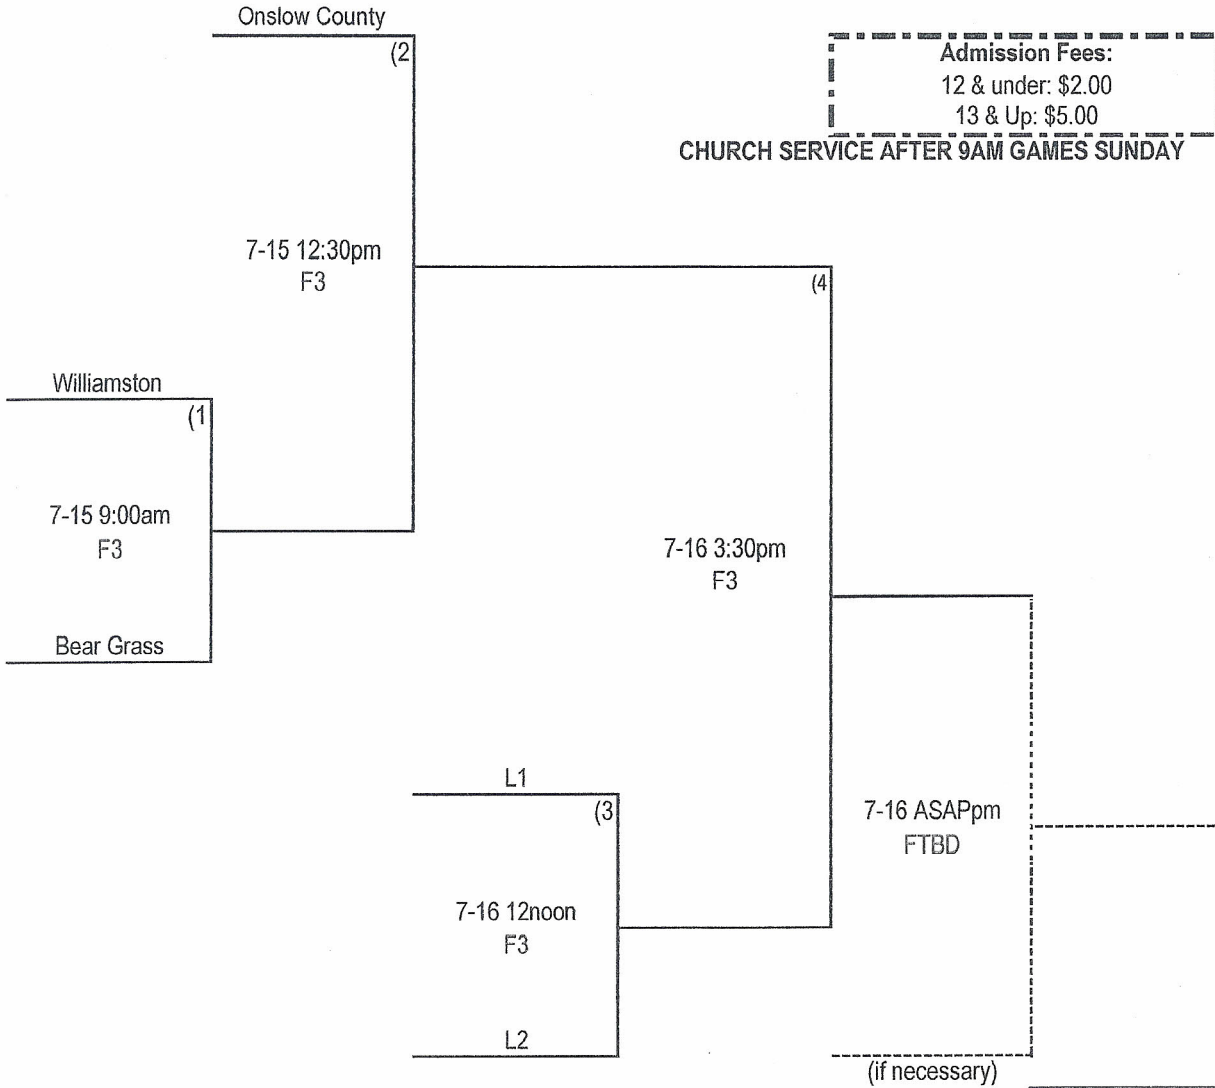 Onslow County
(2
Admission Fees:
12 & under: $2.00
13 & Up: $5.00
CHURCH SERVICE AFTER 9AM GAMES SUNDAY
7-15 12:30pm
F3
(4
Williamston
(1
7-15 9:00am
F3
7-16 3:30pm
F3
Bear Grass
L1
(3
7-16 ASAPpm
FTBD
7-16 12noon
F3
L2
(if necessary)